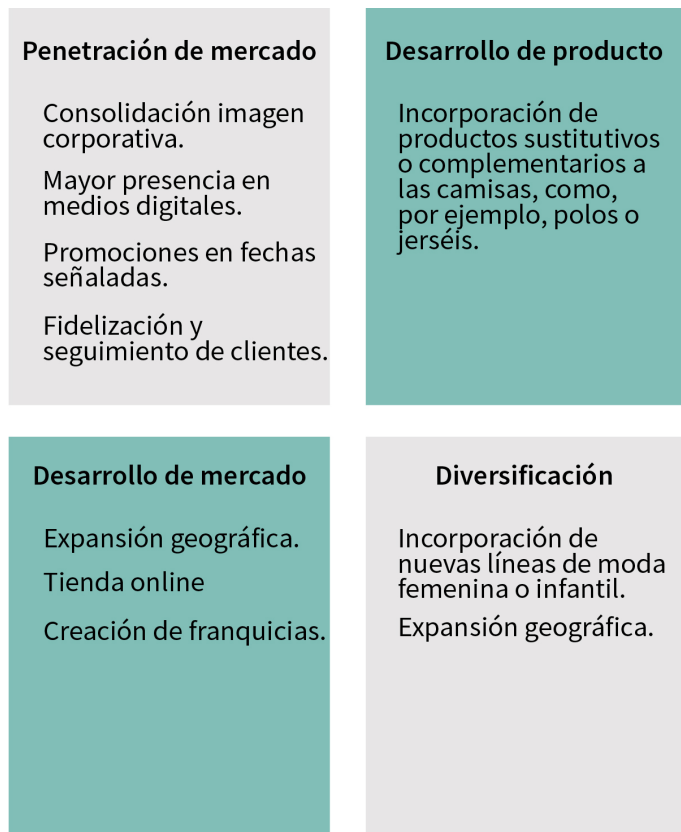 Penetración de mercado
Consolidación imagen
corporativa.
Mayor presencia en
medios digitales.
Promociones en fechas
señaladas.
Fidelización y
seguimiento de clientes.
Desarrollo de producto
Incorporación de
productos sustitutivos
o complementarios a
las camisas, como,
por ejemplo, polos o
jerséis.
Desarrollo de mercado
Expansión geográfica.
Tienda online
Creación de franquicias.
Diversificación
Incorporación de
nuevas líneas de moda
femenina o infantil.
Expansión geográfica.